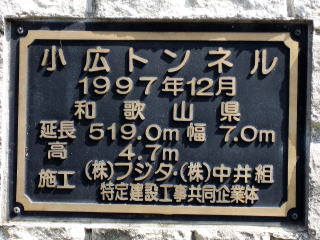 小広トンネル
1997年12月
和歌山県
延長 519.0m 幅 7.0m
高 4.7m
施工 (株)フジタ·(株)中井組
特定建設工事共同企業体